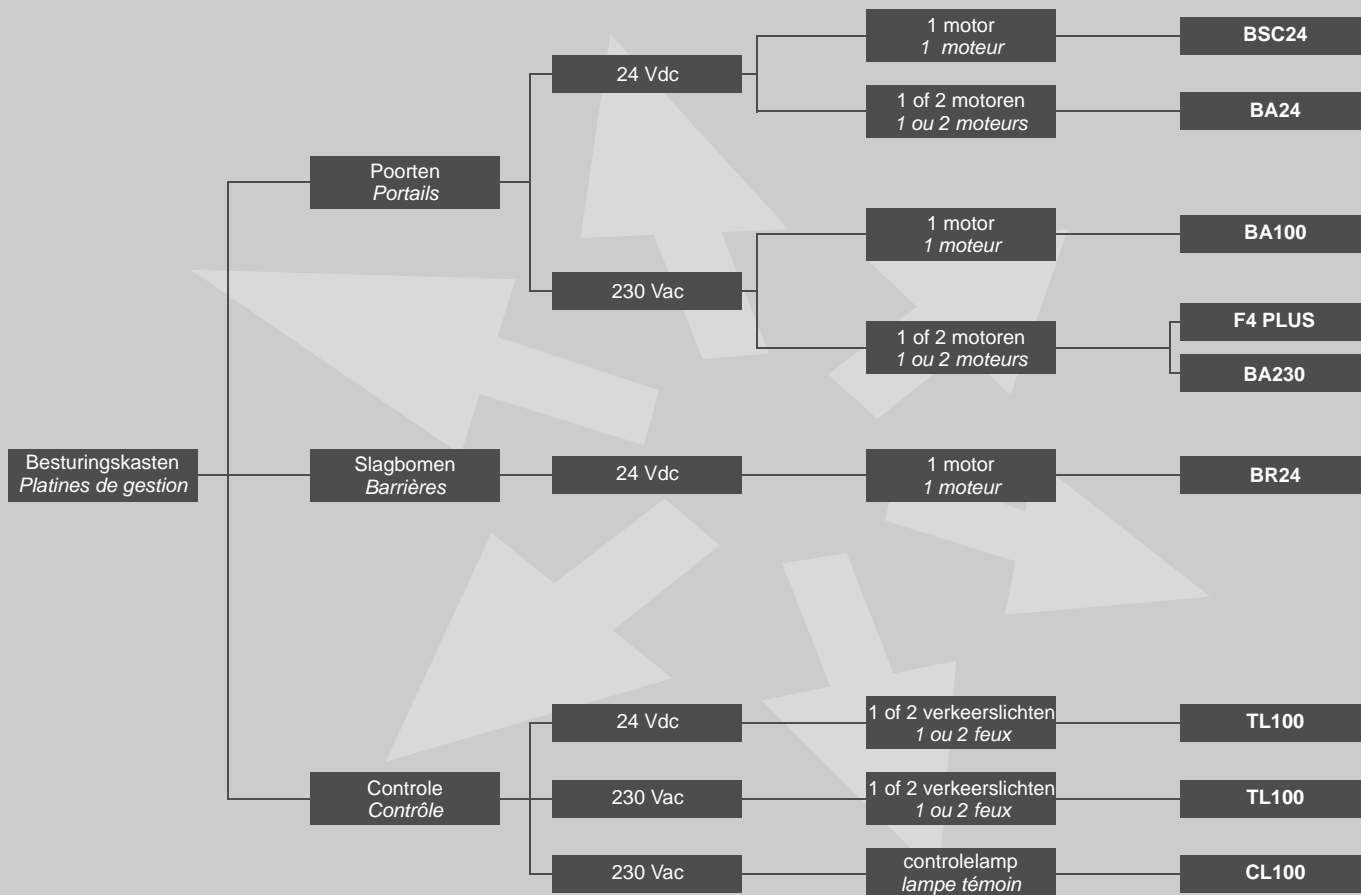 1 motor
1 moteur
BSC24
24 Vdc
1 of 2 motoren
1 ou 2 moteurs
BA24
Poorten
Portails
1 motor
1 moteur
BA100
230 Vac
F4 PLUS
1 of 2 motoren
1 ou 2 moteurs
BA230
Besturingskasten
Platines de gestion
Slagbomen
Barrières
24 Vdc
1 motor
1 moteur
BR24
24 Vdc
1 of 2 verkeerslichten
1 ou 2 feux
TL100
Controle
Contrôle
230 Vac
1 of 2 verkeerslichten
1 ou 2 feux
TL100
230 Vac
controlelamp
lampe témoin
CL100